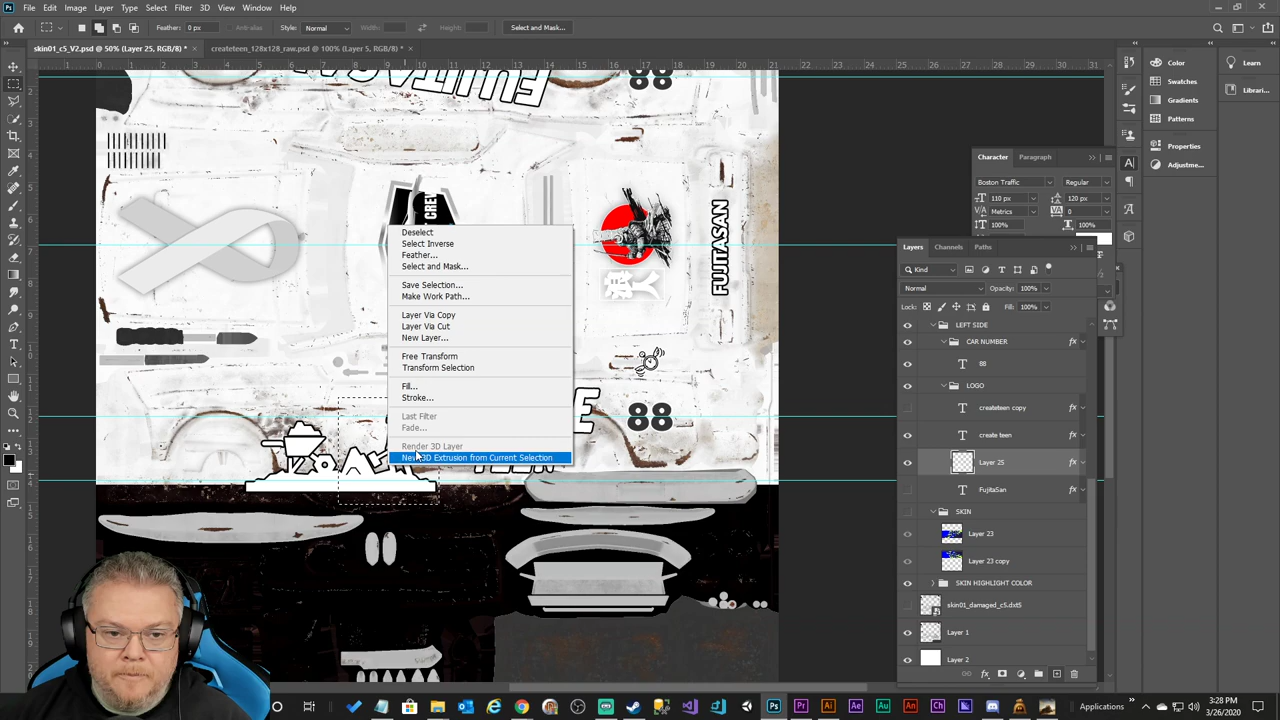 File Edit Image Layer Type Select Filter 3D View Window Help
Feather: 0 px Anti-alias Style: Normal Width: Height: Select and Mask...
skin01_c5_V2.psd @ 50% (Layer 25, RGB/8) * × createteen_128x128_raw.psd @ 100% (Layer 5, RGB/8) * ×
Color
Swatches
Gradients
Patterns
Properties
Adjustme...
Learn
Librari...
88
CREW
FUJITASAN
88
Character Paragraph
Boston Traffic Regular
110 px 120 px
Metrics 0
100% 100%
Deselect
Select Inverse
Feather...
Select and Mask...
Save Selection...
Make Work Path...
Layer Via Copy
Layer Via Cut
New Layer...
Free Transform
Transform Selection
Fill...
Stroke...
Last Filter
Fade...
Render 3D Layer
New 3D Extrusion from Current Selection
Layers Channels Paths
Kind
Normal Opacity: 100%
Lock: Fill: 100%
LEFT SIDE
CAR NUMBER
88
LOGO
createteen copy
create teen
Layer 25
FujitaSan
SKIN
Layer 23
Layer 23 copy
SKIN HIGHLIGHT COLOR
skin01_damaged_c5.dxt5
Layer 1
Layer 2
Address
3:28 PM
3/26/2020